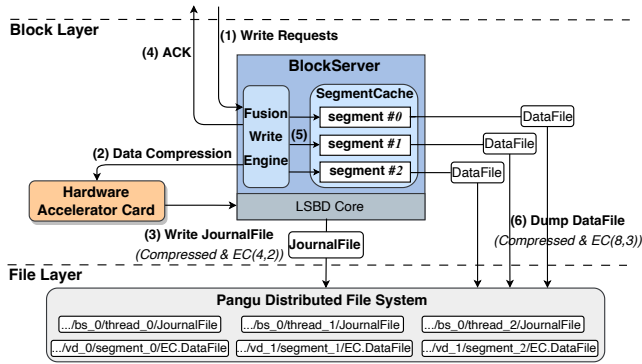 Block Layer
(1) Write Requests
(4) ACK
BlockServer
SegmentCache
Fusion
Write
Engine
(5)
segment #0
segment #1
segment #2
DataFile
DataFile
DataFile
(2) Data Compression
Hardware
Accelerator Card
LSBD Core
(3) Write JournalFile
(Compressed & EC(4,2))
JournalFile
(6) Dump DataFile
(Compressed & EC(8,3))
File Layer
Pangu Distributed File System
.../bs_0/thread_0/JournalFile
.../bs_0/thread_1/JournalFile
.../bs_0/thread_2/JournalFile
.../vd_0/segment_0/EC.DataFile
.../vd_1/segment_1/EC.DataFile
.../vd_1/segment_2/EC.DataFile